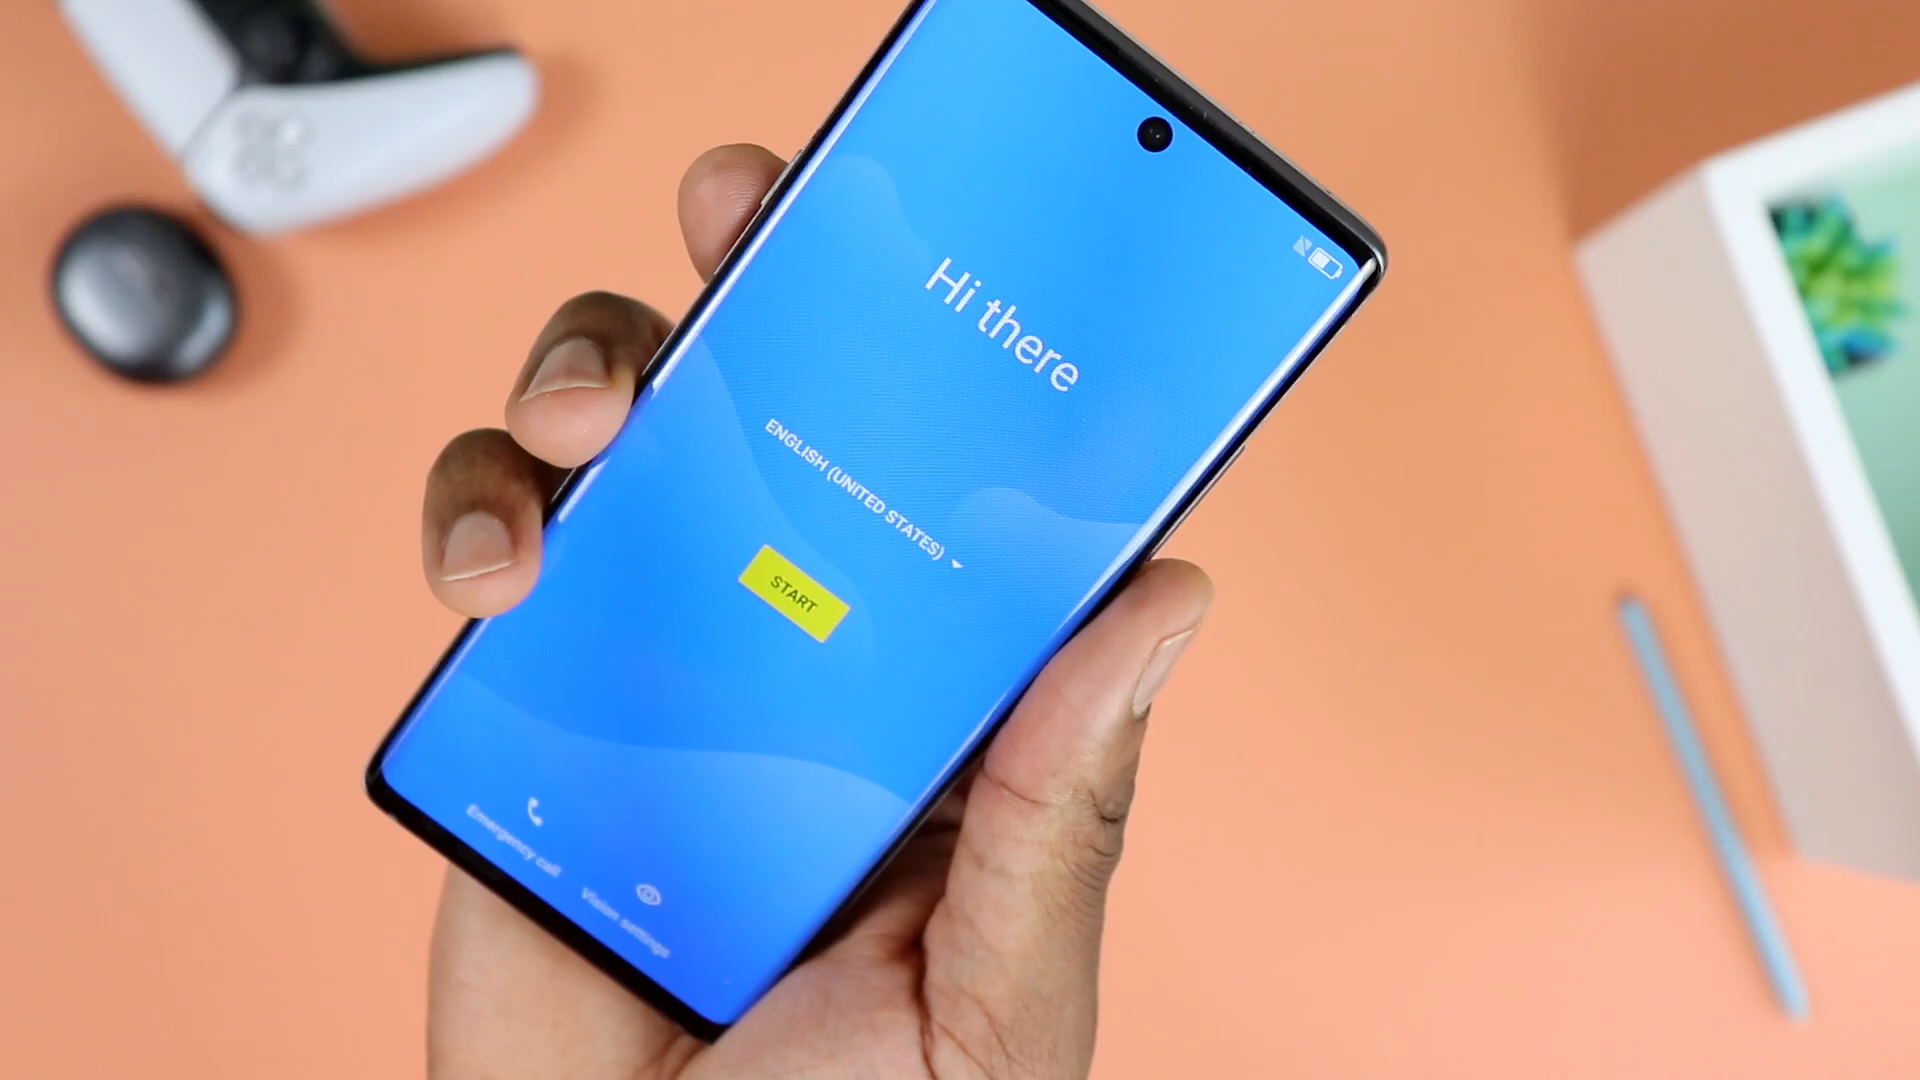 Hi there
ENGLISH (UNITED STATES)
START
Emergency call
Vision settings